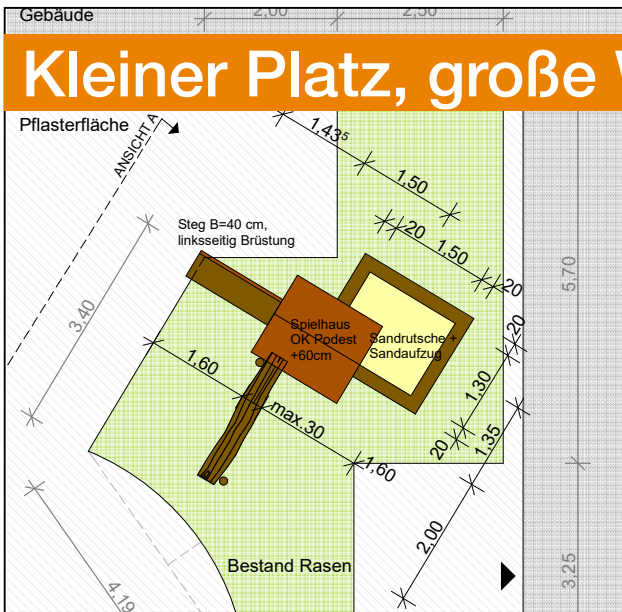 Gebäude
2,00
2,50
Kleiner Platz, große
Pflasterfläche
ANSICHT A
1,43⁵
1,50
Steg B=40 cm,
linksseitig Brüstung
20
1,50
20
5,70
3,40
Spielhaus
OK Podest
+60cm
Sandrutsche +
Sandaufzug
20
1,60
1,30
max.30
1,35
20
1,60
2,00
Bestand Rasen
4,19
3,25